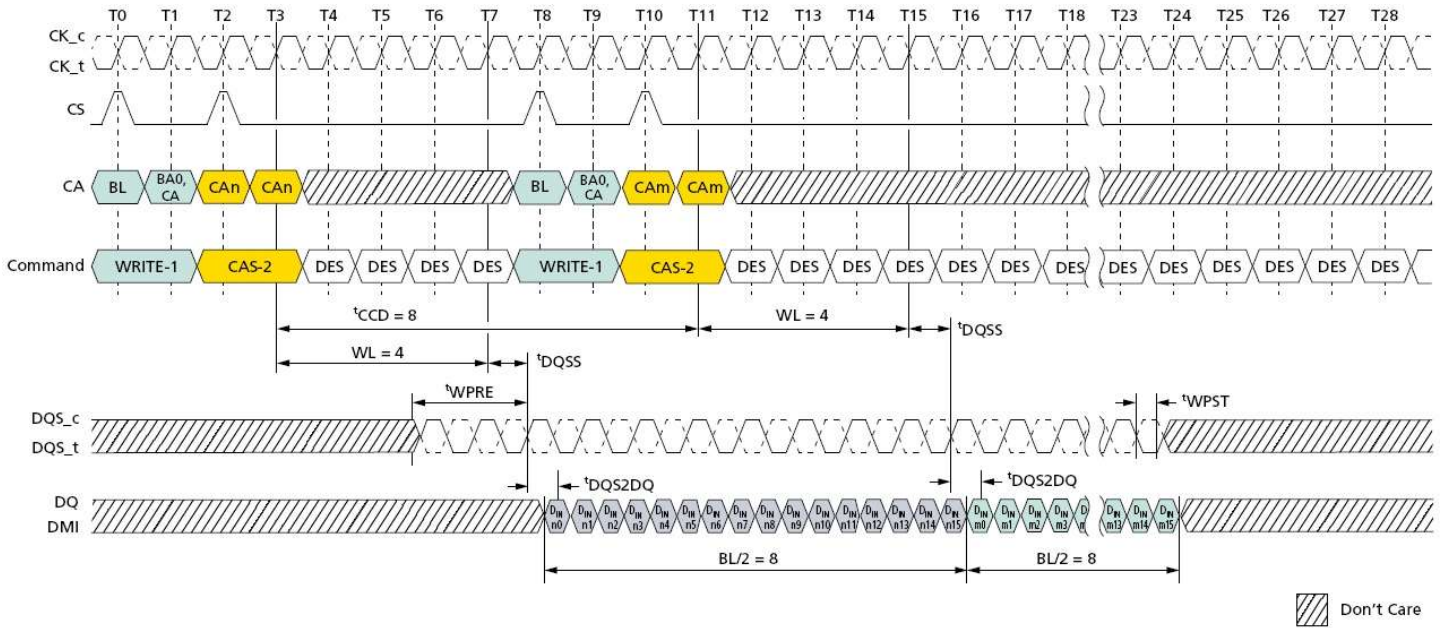 T0 T1 T2 T3 T4 T5 T6 T7 T8 T9 T10 T11 T12 T13 T14 T15 T16 T17 T18 T23 T24 T25 T26 T27 T28
CK_c
CK_t
CS
CA BL BA0, CA CAn CAn BL BA0, CA CAm CAm
Command WRITE-1 CAS-2 DES DES DES DES WRITE-1 CAS-2 DES DES DES DES DES DES DES DES DES DES DES DES DES
tCCD = 8 WL = 4 tDQSS
WL = 4 tDQSS
tWPRE tWPST
DQS_c
DQS_t
tDQS2DQ tDQS2DQ
DQ DIN DIN DIN DIN DIN DIN DIN DIN DIN DIN DIN DIN DIN DIN DIN DIN DIN DIN DIN DIN D DIN DIN DIN
DMI n0 n1 n2 n3 n4 n5 n6 n7 n8 n9 n10 n11 n12 n13 n14 n15 m0 m1 m2 m3 m13 m14 m15
BL/2 = 8 BL/2 = 8
Don't Care